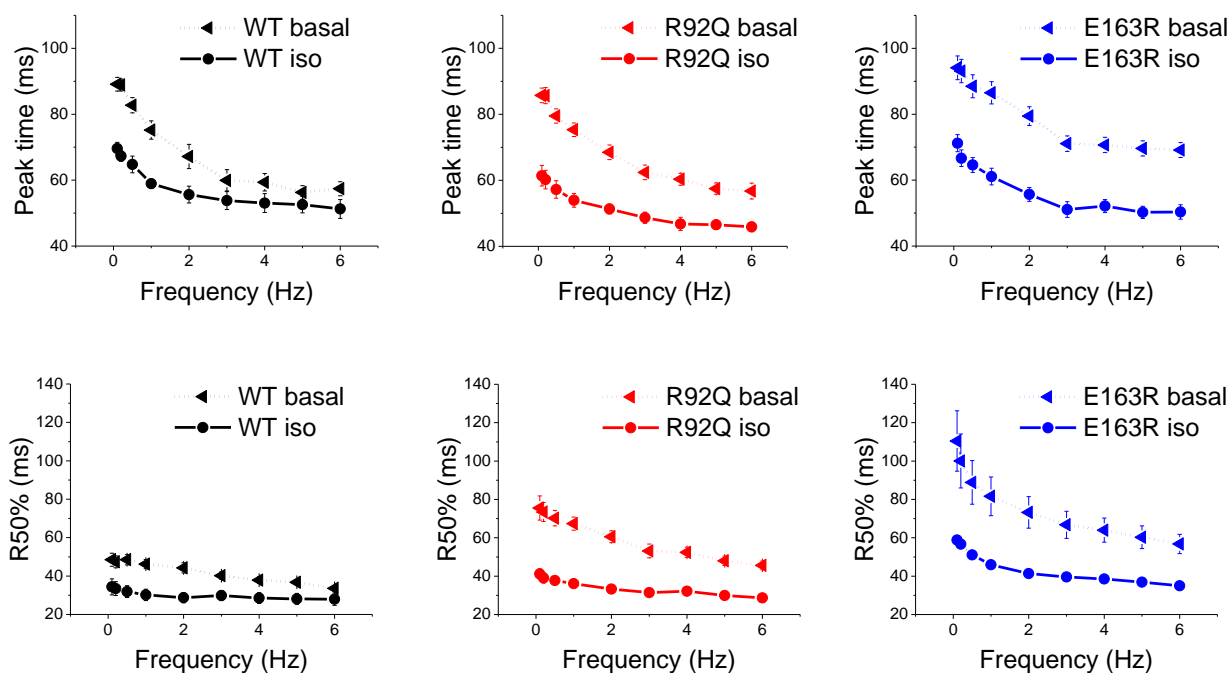 WT basal
WT iso
100
80
60
40
Peak time (ms)
0 2 4 6
Frequency (Hz)
R92Q basal
R92Q iso
100
80
60
40
Peak time (ms)
0 2 4 6
Frequency (Hz)
E163R basal
E163R iso
100
80
60
40
Peak time (ms)
0 2 4 6
Frequency (Hz)
WT basal
WT iso
140
120
100
80
60
40
20
R50% (ms)
0 2 4 6
Frequency (Hz)
R92Q basal
R92Q iso
140
120
100
80
60
40
20
R50% (ms)
0 2 4 6
Frequency (Hz)
E163R basal
E163R iso
140
120
100
80
60
40
20
R50% (ms)
0 2 4 6
Frequency (Hz)